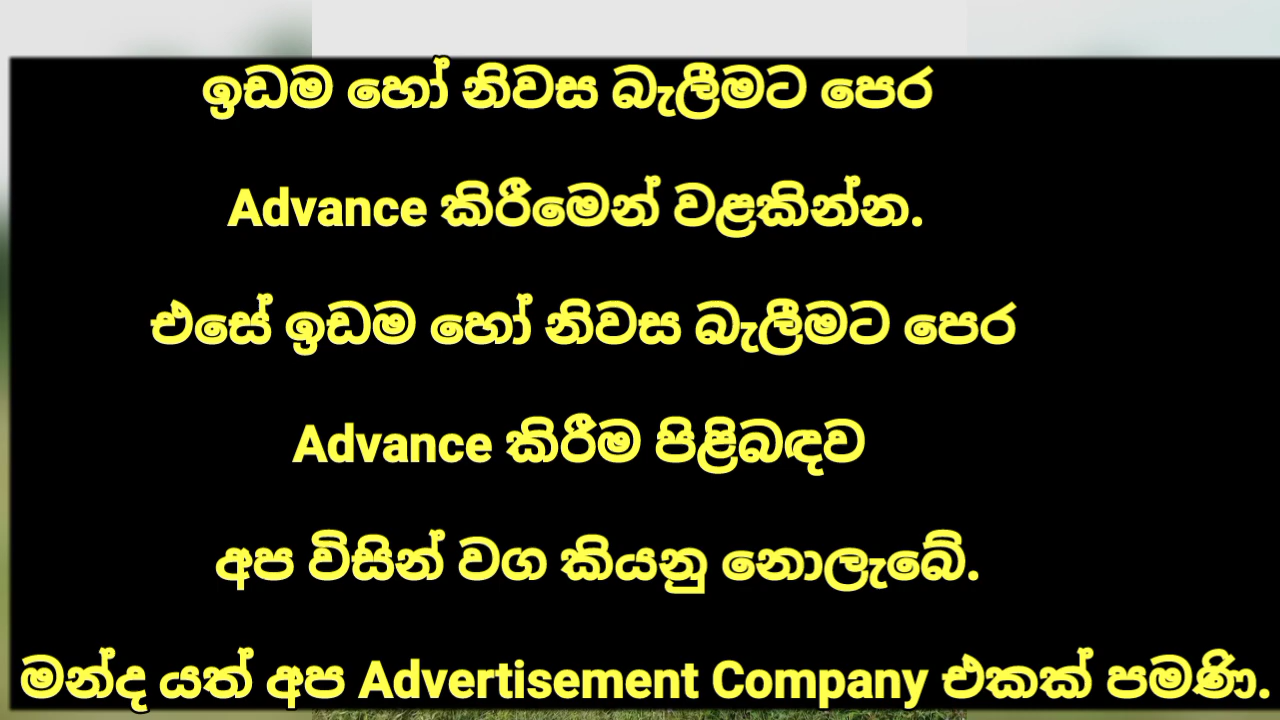 ඉඩම හෝ නිවස බැලීමට පෙර
Advance කිරීමෙන් වළකින්න.
එසේ ඉඩම හෝ නිවස බැලීමට පෙර
Advance කිරීම පිළිබඳව
අප විසින් වග කියනු නොලැබේ.
මන්ද යත් අප Advertisement Company එකක් පමණි.